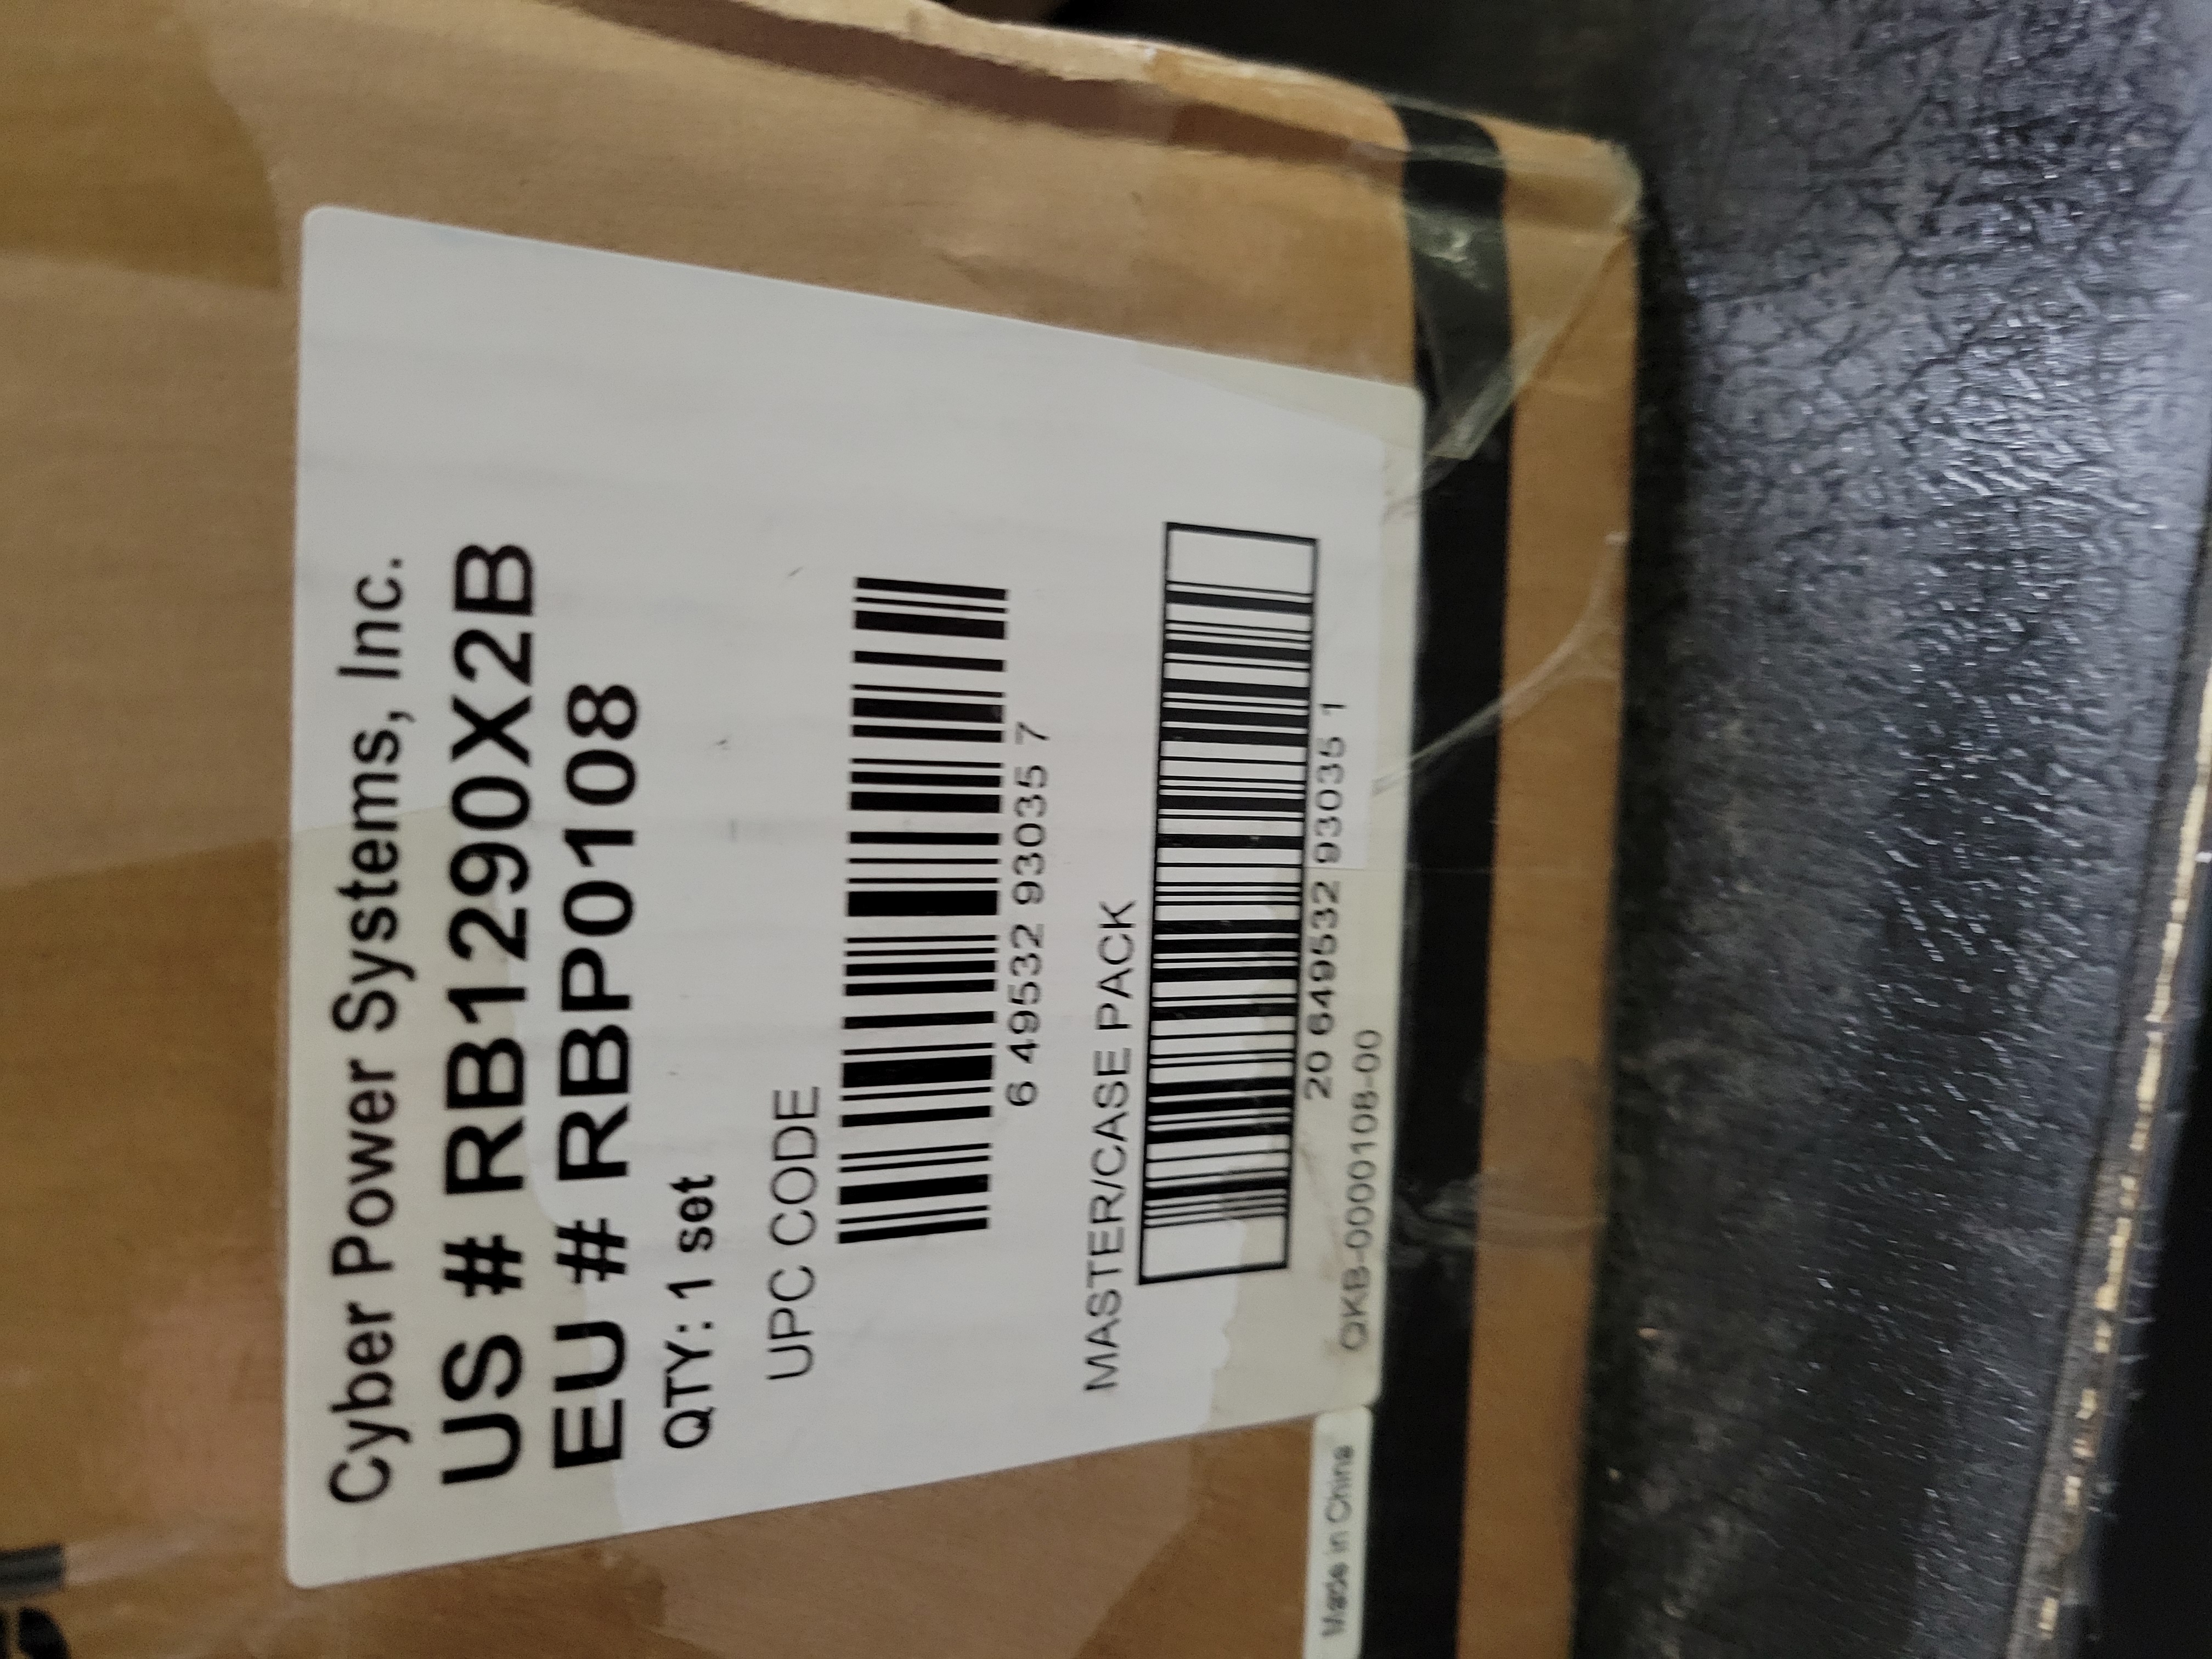 Cyber Power Systems, Inc.
US # RB1290X2B
EU # RBP0108
QTY: 1 set
UPC CODE
6 49532 93035 7
MASTER/CASE PACK
20 649532 93035 1
QKB-0000108-00
Made in China